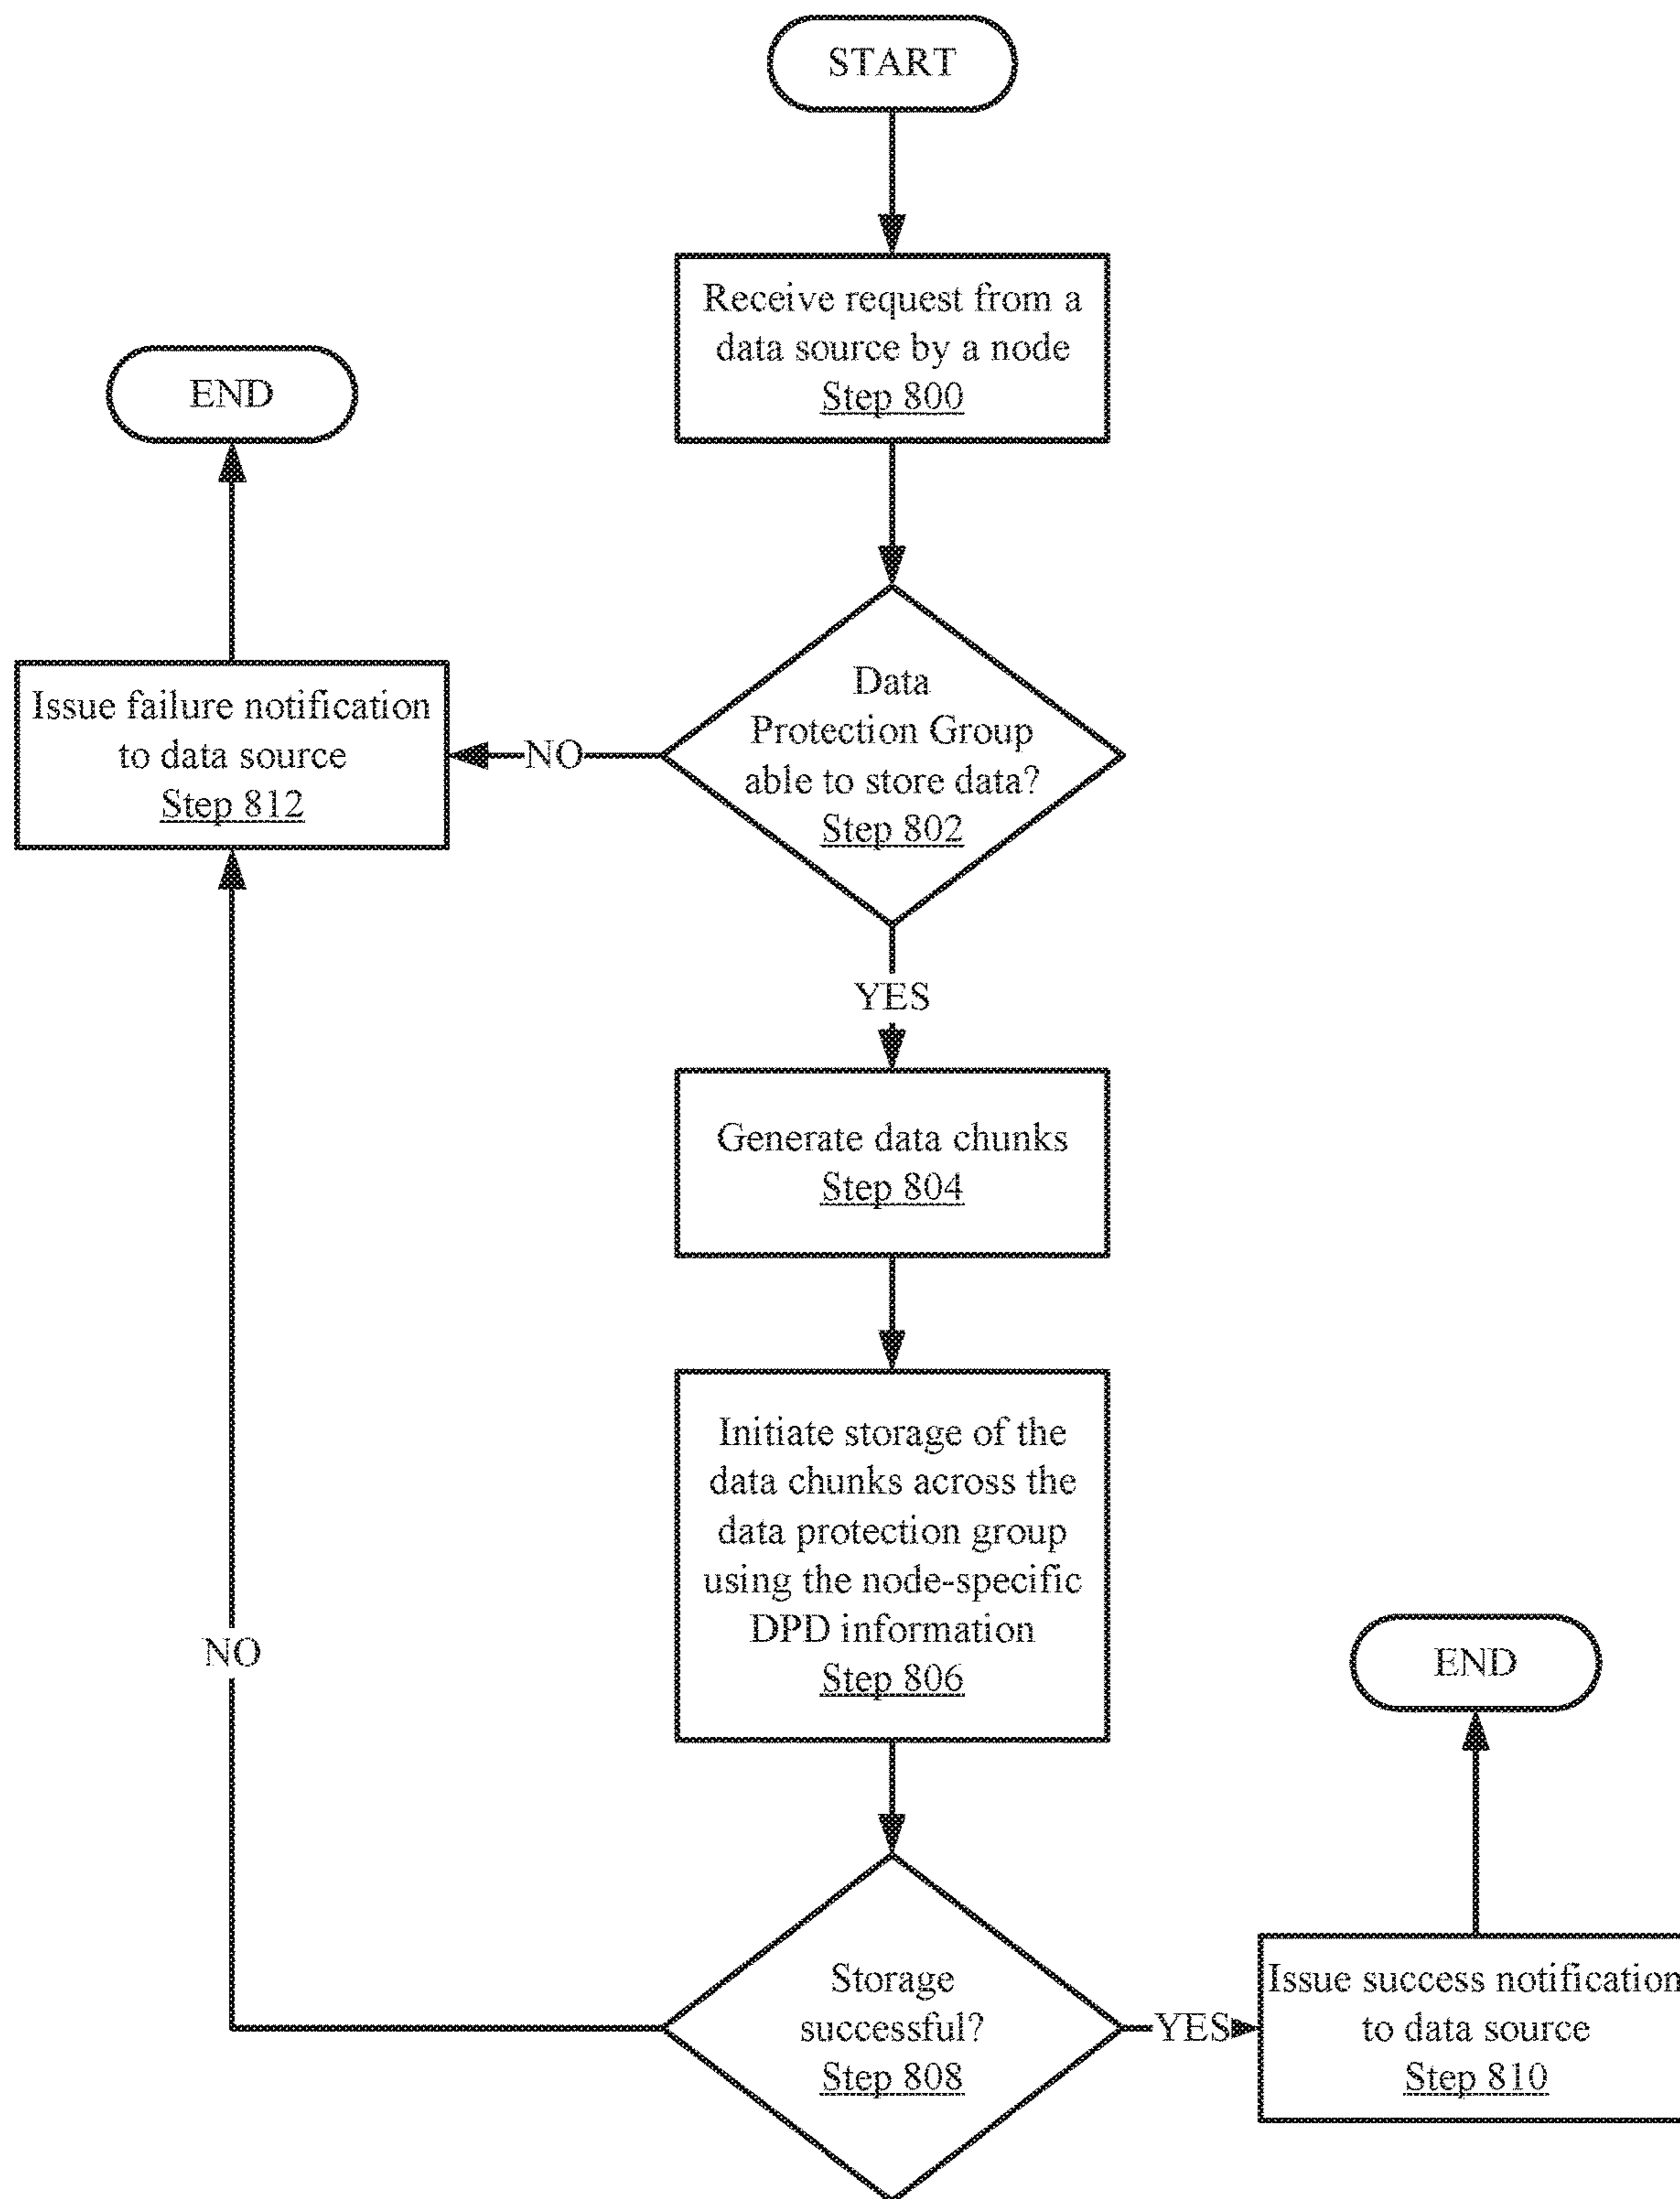 START
Receive request from a
data source by a node
Step 800
END
Data
Protection Group
able to store data?
Step 802
NO
Issue failure notification
to data source
Step 812
YES
Generate data chunks
Step 804
Initiate storage of the
data chunks across the
data protection group
using the node-specific
DPD information
Step 806
NO
END
Storage
successful?
Step 808
YES
Issue success notification
to data source
Step 810